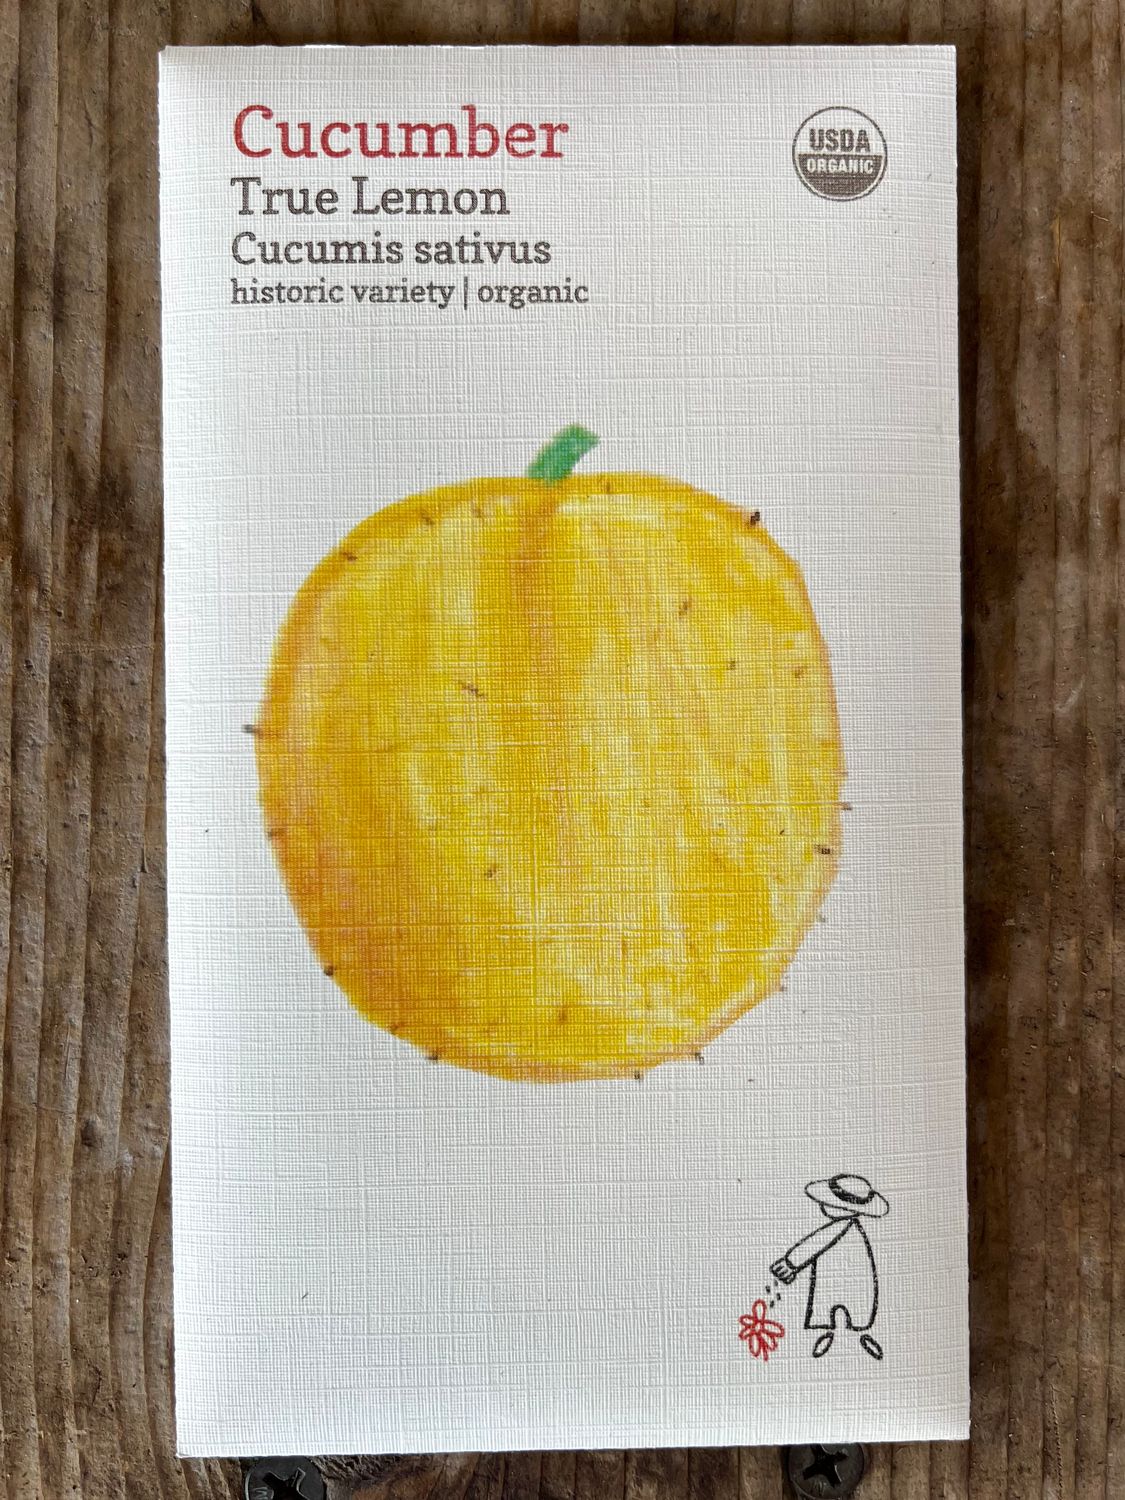 Cucumber
True Lemon
Cucumis sativus
historic variety | organic
USDA
ORGANIC